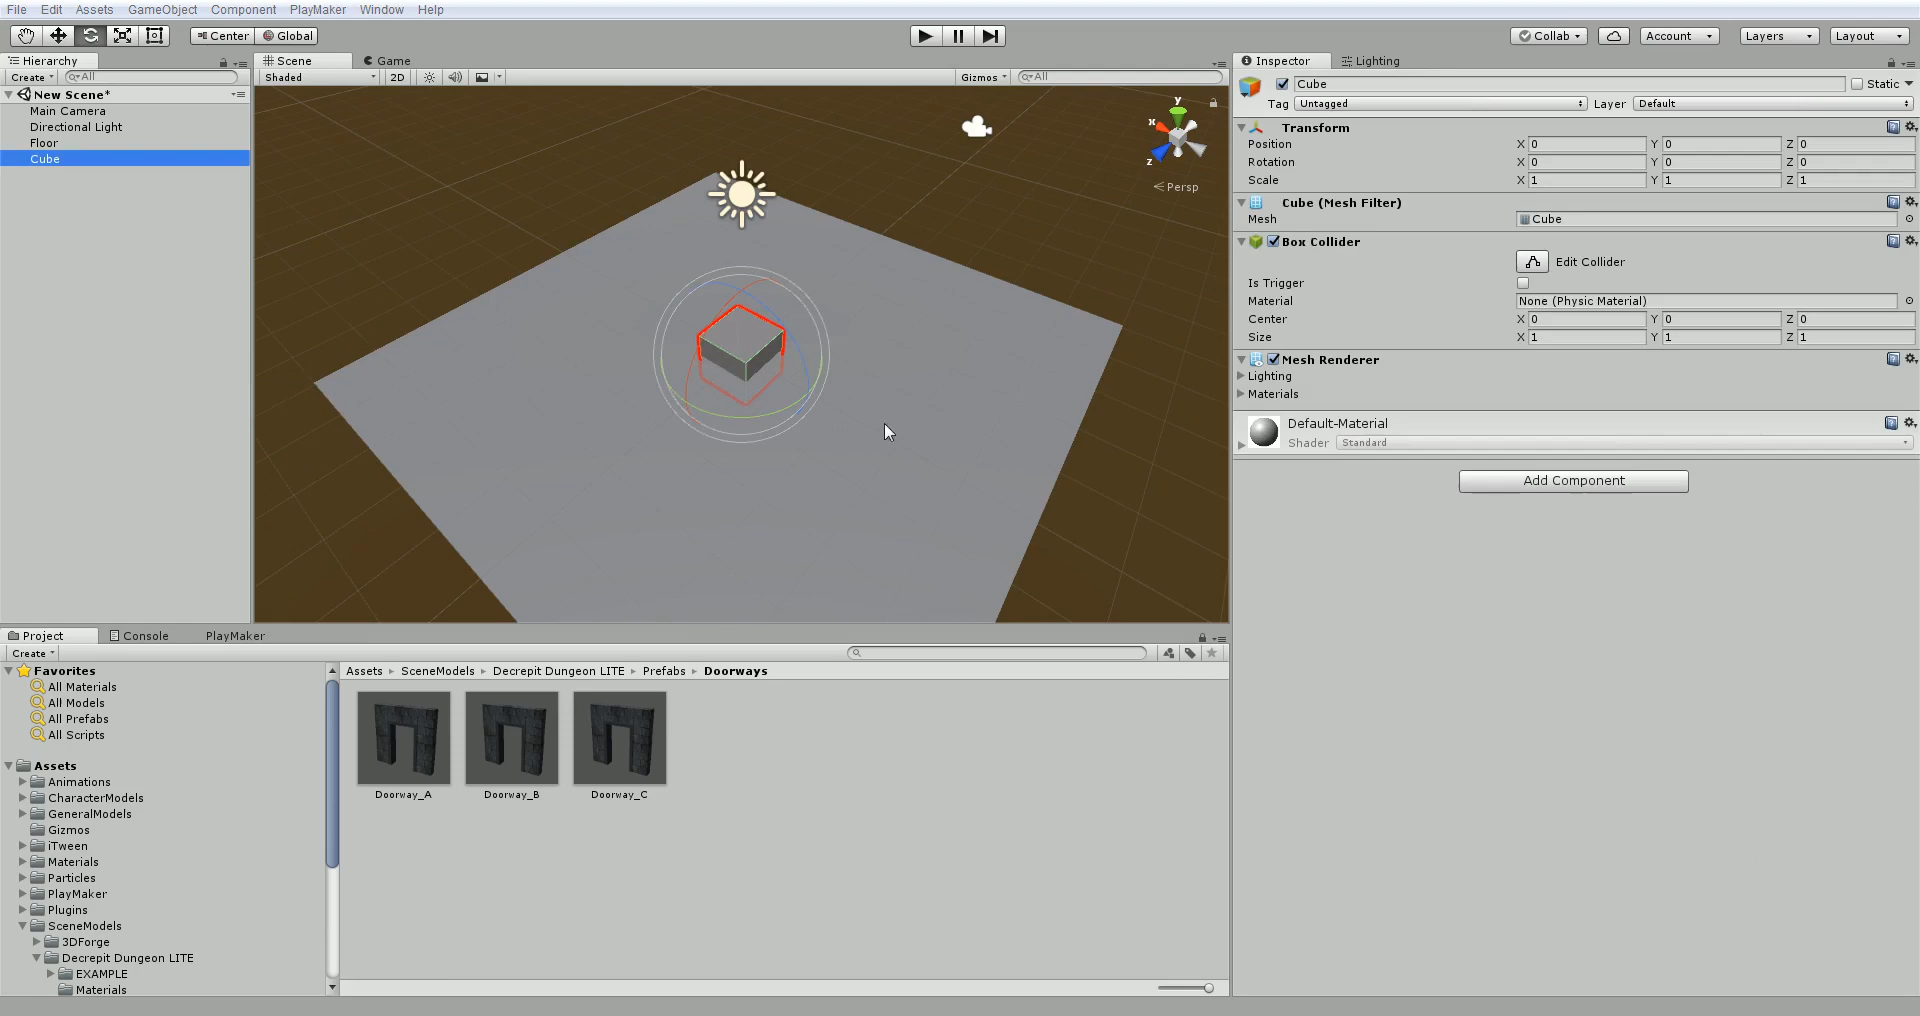 File Edit Assets GameObject Component PlayMaker Window Help
Center Global
Collab Account Layers Layout
Hierarchy
Create All
New Scene*
Main Camera
Directional Light
Floor
Cube
Scene Game
Shaded 2D Gizmos All
y
x
z
Persp
Inspector Lighting
Cube Static
Tag Untagged Layer Default
Transform
Position X 0 Y 0 Z 0
Rotation X 0 Y 0 Z 0
Scale X 1 Y 1 Z 1
Cube (Mesh Filter)
Mesh Cube
Box Collider
Edit Collider
Is Trigger
Material None (Physic Material)
Center X 0 Y 0 Z 0
Size X 1 Y 1 Z 1
Mesh Renderer
Lighting
Materials
Default-Material
Shader Standard
Add Component
Project Console PlayMaker
Create
Favorites
All Materials
All Models
All Prefabs
All Scripts
Assets
Animations
CharacterModels
GeneralModels
Gizmos
iTween
Materials
Particles
PlayMaker
Plugins
SceneModels
3DForge
Decrepit Dungeon LITE
EXAMPLE
Materials
Assets SceneModels Decrepit Dungeon LITE Prefabs Doorways
Doorway_A Doorway_B Doorway_C